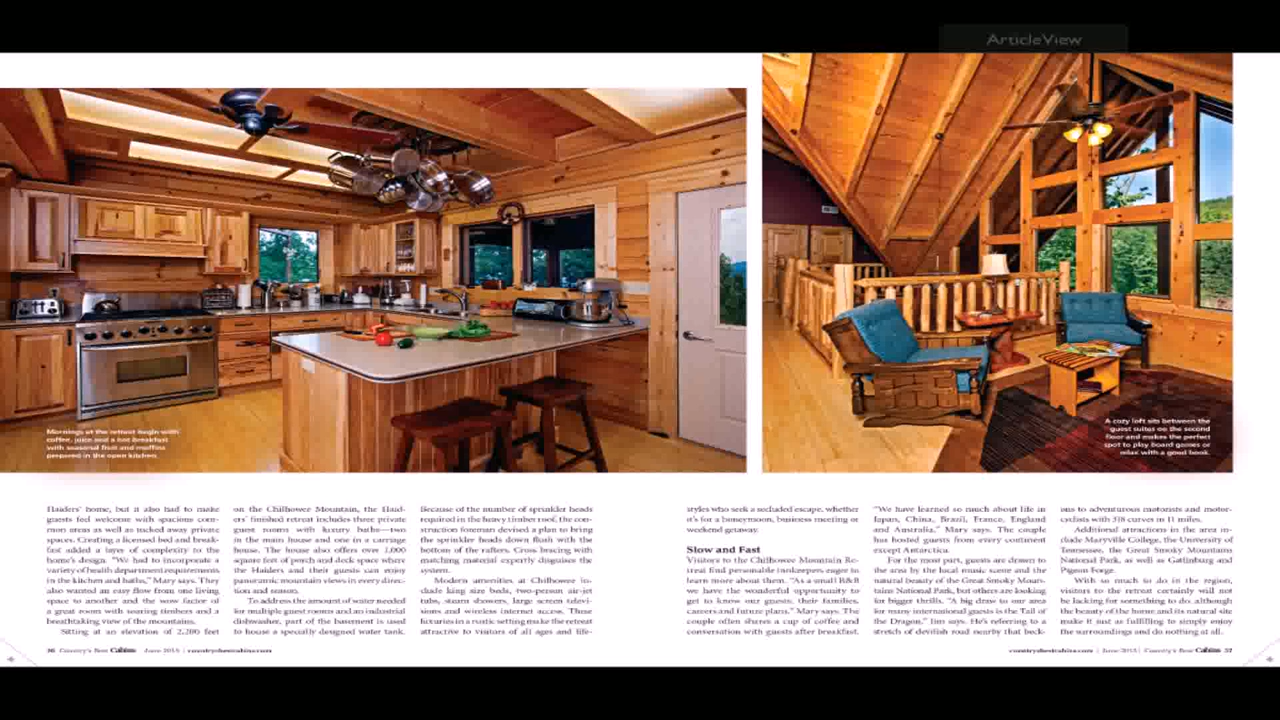 ArticleView
Mornings at the retreat begin with
coffee, juice and a hot breakfast
with seasonal fruit and muffins
prepared in the open kitchen.
A cozy loft sits between the
guest suites on the second
floor and makes the perfect
spot to play board games or
relax with a good book.
Haiders' home, but it also had to make
guests feel welcome with spacious com-
mon areas as well as tucked away private
spaces. Creating a licensed bed and break-
fast added a layer of complexity to the
home's design. "We had to incorporate a
variety of health department requirements
in the kitchen and baths," Mary says. They
also wanted an easy flow from one living
space to another and the wow factor of
a great room with soaring timbers and a
breathtaking view of the mountains.
Sitting at an elevation of 2,200 feet
on the Chilhowee Mountain, the Haid-
ers' finished retreat includes three private
guest rooms with luxury baths—two
in the main house and one in a carriage
house. The house also offers over 1,000
square feet of porch and deck space where
the Haiders and their guests can enjoy
panoramic mountain views in every direc-
tion and season.
To address the amount of water needed
for multiple guest rooms and an industrial
dishwasher, part of the basement is used
to house a specially designed water tank.
Because of the number of sprinkler heads
required in the heavy timber roof, the con-
struction foreman devised a plan to bring
the sprinkler heads down flush with the
bottom of the rafters. Cross bracing with
matching material expertly disguises the
system.
Modern amenities at Chilhowee in-
clude king size beds, two-person air-jet
tubs, steam showers, large screen televi-
sions and wireless internet access. These
luxuries in a rustic setting make the retreat
attractive to visitors of all ages and life-
styles who seek a secluded escape, whether
it's for a honeymoon, business meeting or
weekend getaway.
Slow and Fast
Visitors to the Chilhowee Mountain Re-
treat find personable innkeepers eager to
learn more about them. "As a small B&B
we have the wonderful opportunity to
get to know our guests, their families,
careers and future plans," Mary says. The
couple often shares a cup of coffee and
conversation with guests after breakfast.
"We have learned so much about life in
Japan, China, Brazil, France, England
and Australia," Mary says. The couple
has hosted guests from every continent
except Antarctica.
For the most part, guests are drawn to
the area by the local music scene and the
natural beauty of the Great Smoky Moun-
tains National Park, but others are looking
for bigger thrills. "A big draw to our area
for many international guests is the Tail of
the Dragon," Jim says. He's referring to a
stretch of devilish road nearby that beck-
ons to adventurous motorists and motor-
cyclists with 318 curves in 11 miles.
Additional attractions in the area in-
clude Maryville College, the University of
Tennessee, the Great Smoky Mountains
National Park, as well as Gatlinburg and
Pigeon Forge.
With so much to do in the region,
visitors to the retreat certainly will not
be lacking for something to do, although
the beauty of the home and its natural site
make it just as fulfilling to simply enjoy
the surroundings and do nothing at all.
36 Country's Best Cabins June 2013 | countrysbestcabins.com
countrysbestcabins.com | June 2013 | Country's Best Cabins 37